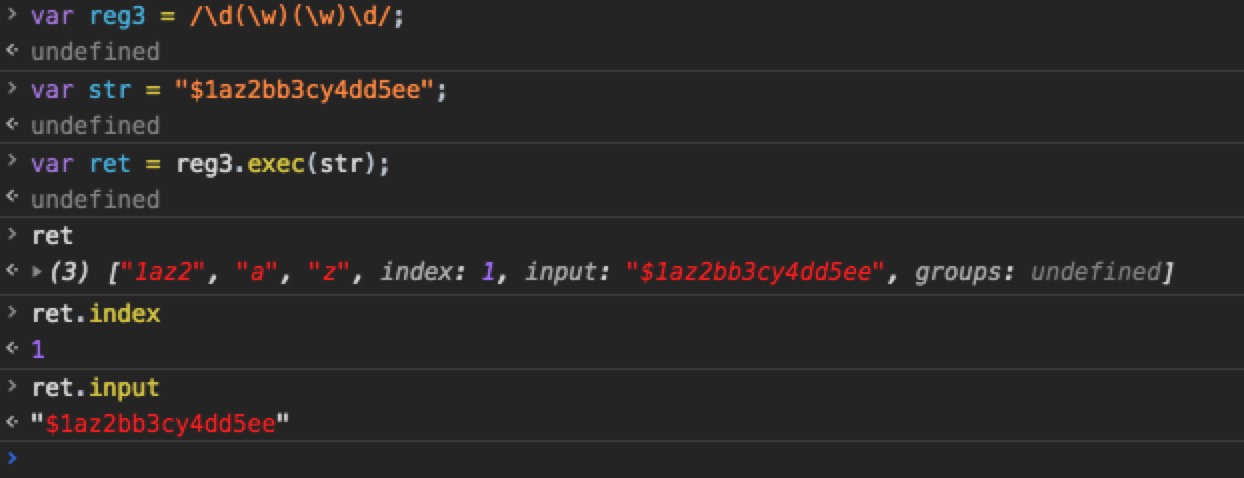 > var reg3 = /\d(\w)(\w)\d/;
< undefined
> var str = "$1az2bb3cy4dd5ee";
< undefined
> var ret = reg3.exec(str);
< undefined
> ret
< ▸ (3) ["1az2", "a", "z", index: 1, input: "$1az2bb3cy4dd5ee", groups: undefined]
> ret.index
< 1
> ret.input
< "$1az2bb3cy4dd5ee"
>